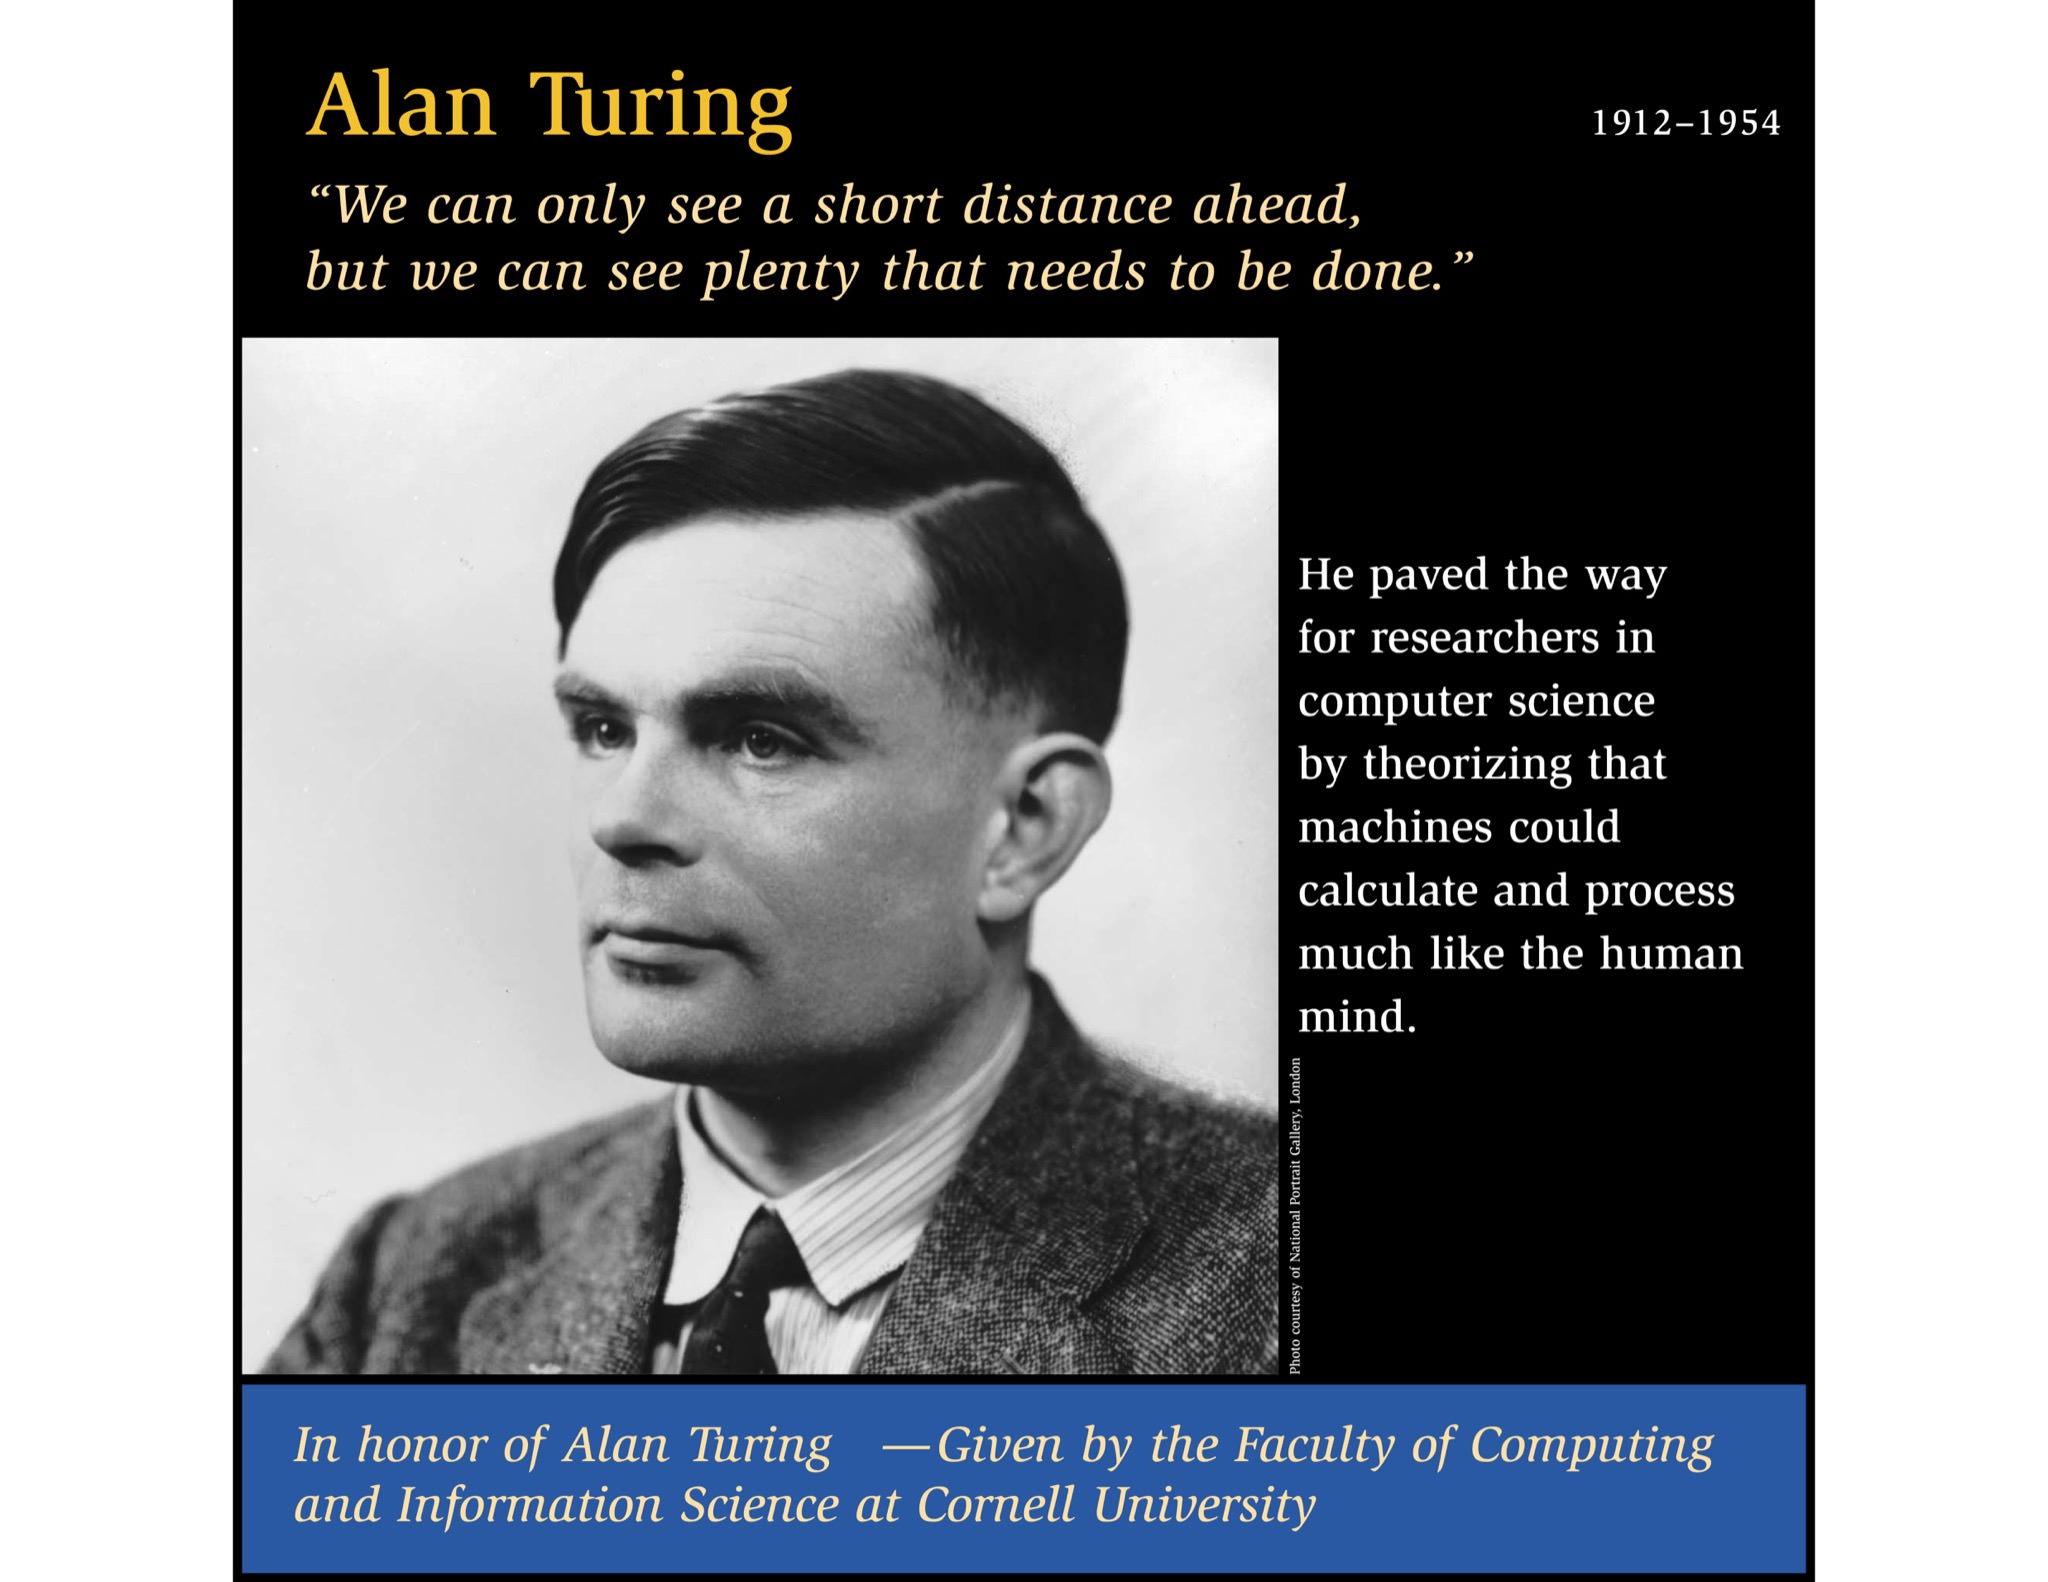 Alan Turing
1912–1954
“We can only see a short distance ahead,
but we can see plenty that needs to be done.”
He paved the way
for researchers in
computer science
by theorizing that
machines could
calculate and process
much like the human
mind.
Photo courtesy of National Portrait Gallery, London
In honor of Alan Turing —Given by the Faculty of Computing
and Information Science at Cornell University